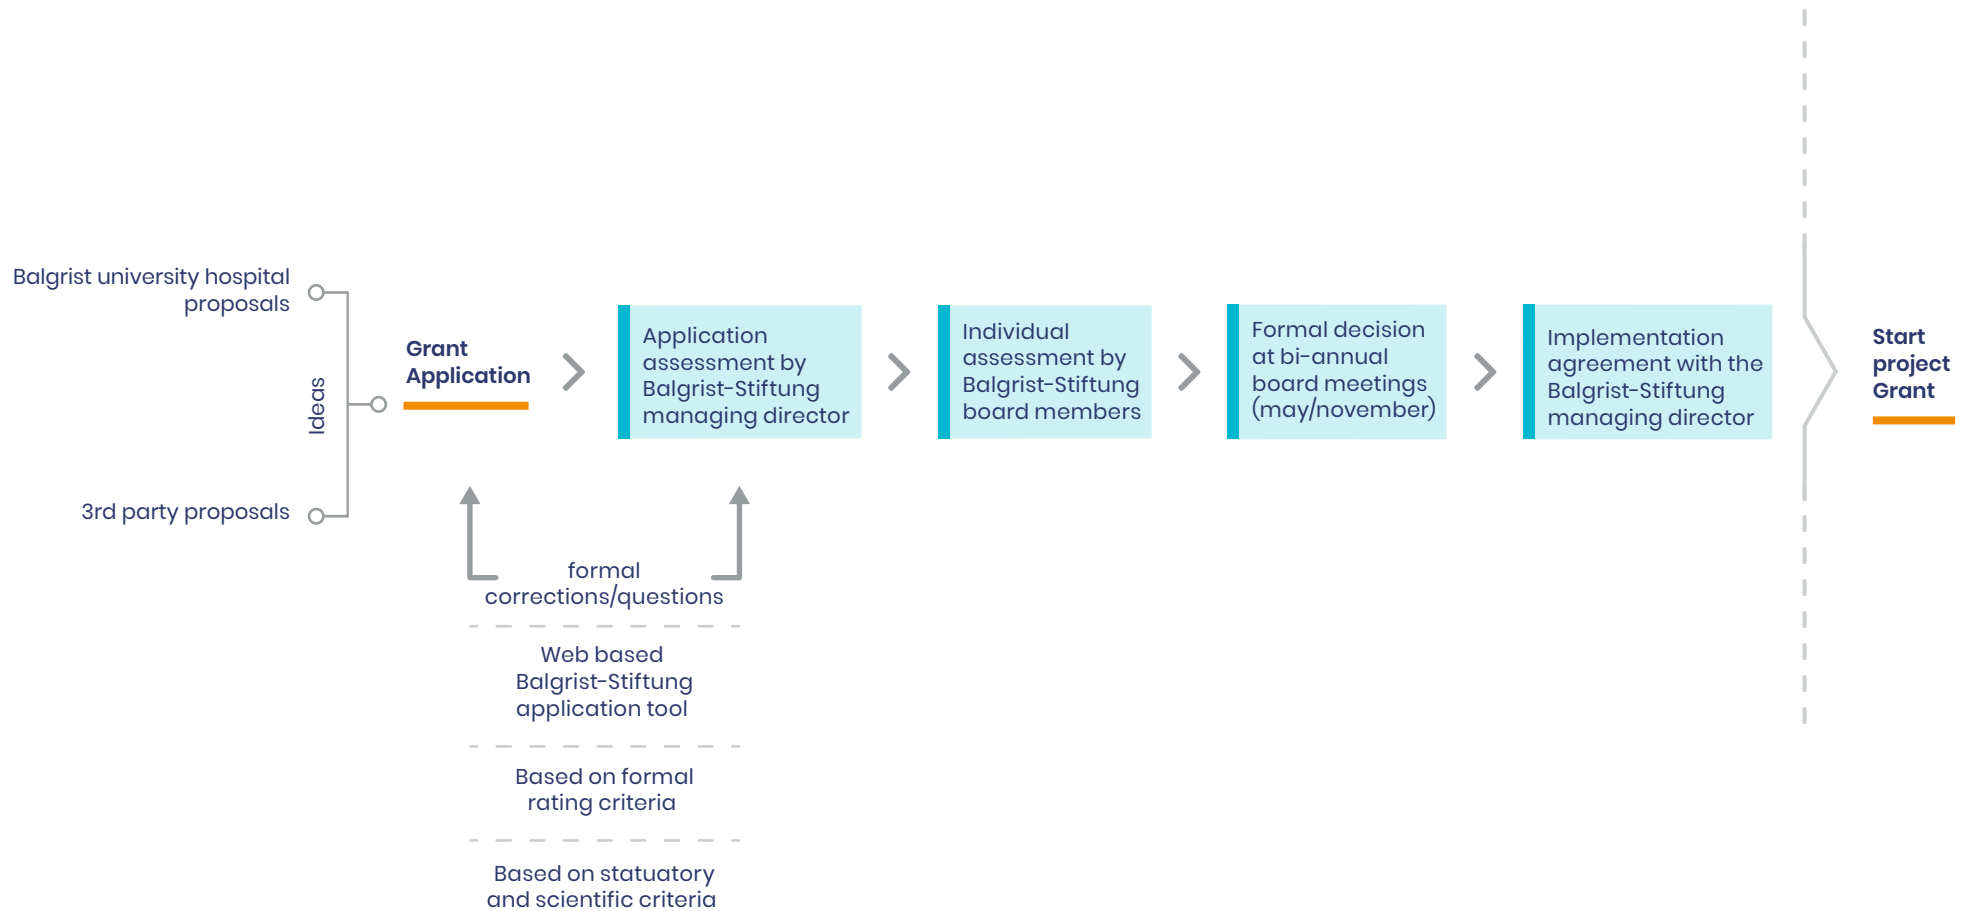 Balgrist university hospital
proposals
Ideas
3rd party proposals
Grant
Application
Application
assessment by
Balgrist-Stiftung
managing director
Individual
assessment by
Balgrist-Stiftung
board members
Formal decision
at bi-annual
board meetings
(may/november)
Implementation
agreement with the
Balgrist-Stiftung
managing director
Start
project
Grant
formal
corrections/questions
Web based
Balgrist-Stiftung
application tool
Based on formal
rating criteria
Based on statuatory
and scientific criteria